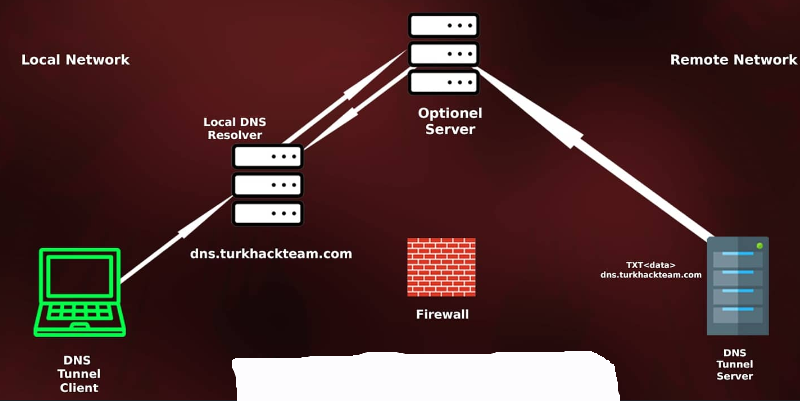 Local Network
Remote Network
Optionel
Server
Local DNS
Resolver
dns.turkhackteam.com
TXT<data>
dns.turkhackteam.com
Firewall
DNS
Tunnel
Client
DNS
Tunnel
Server